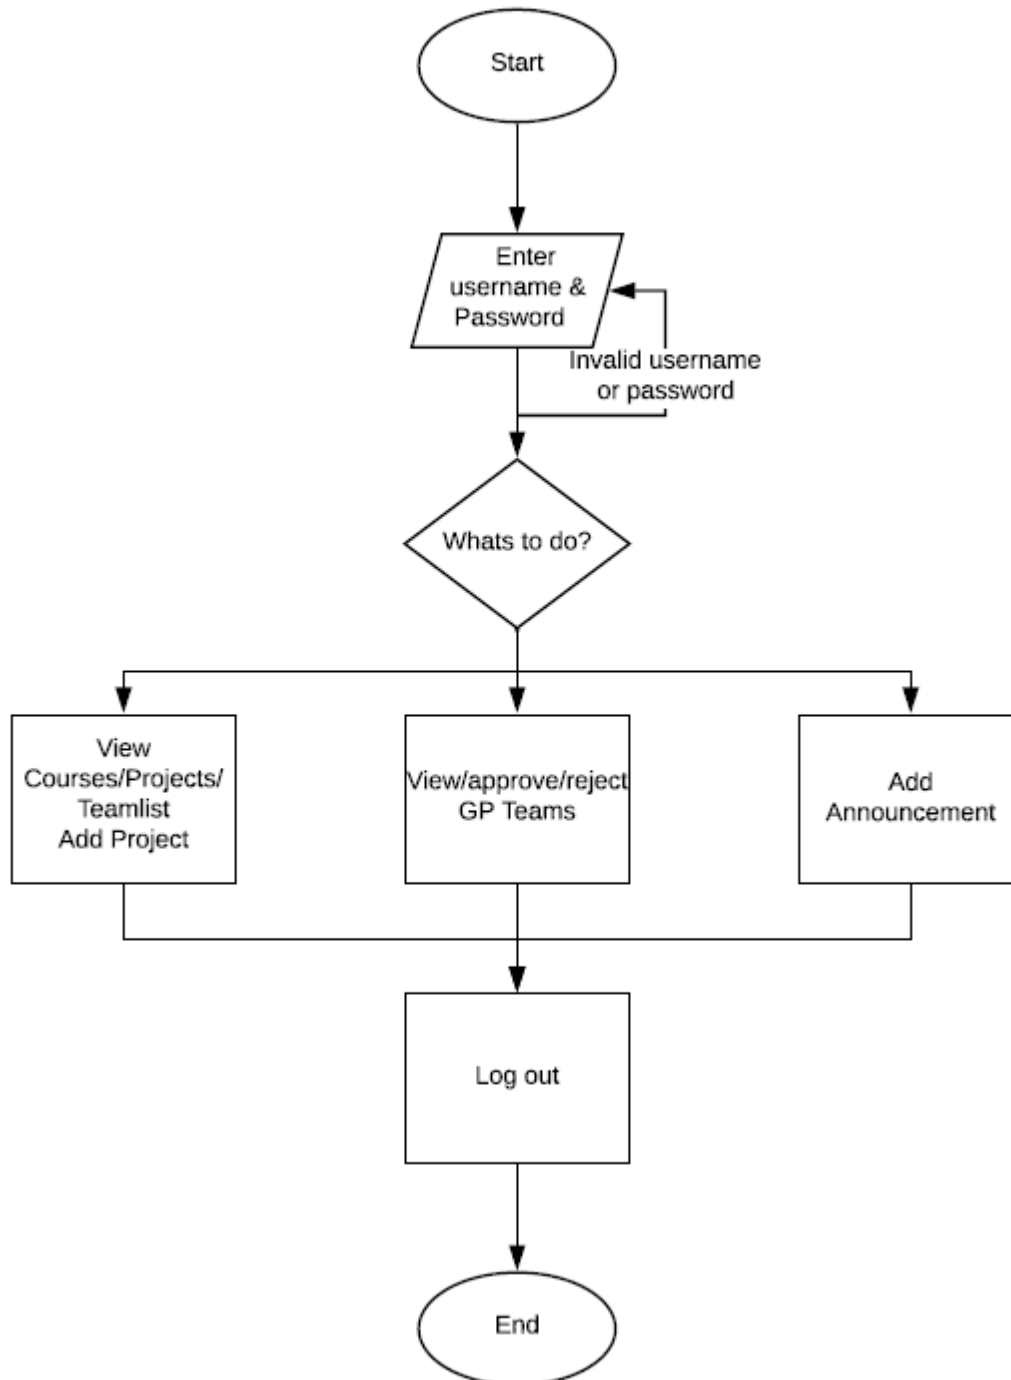 Start
Enter
username &
Password
Invalid username
or password
Whats to do?
View
Courses/Projects/
Teamlist
Add Project
View/approve/reject
GP Teams
Add
Announcement
Log out
End